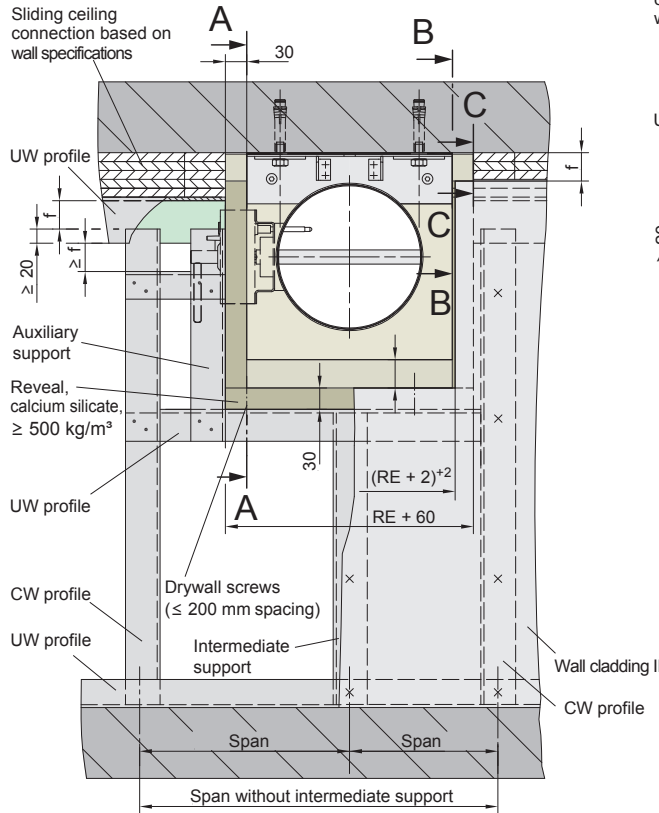 Sliding ceiling
connection based on
wall specifications
A
30
B
C
UW profile
f
f
≥ 20
≥ f
C
B
Auxiliary
support
Reveal,
calcium silicate,
≥ 500 kg/m³
30
(RE + 2)+2
A
RE + 60
UW profile
Drywall screws
(≤ 200 mm spacing)
CW profile
UW profile
Intermediate
support
Wall cladding
CW profile
Span
Span
Span without intermediate support